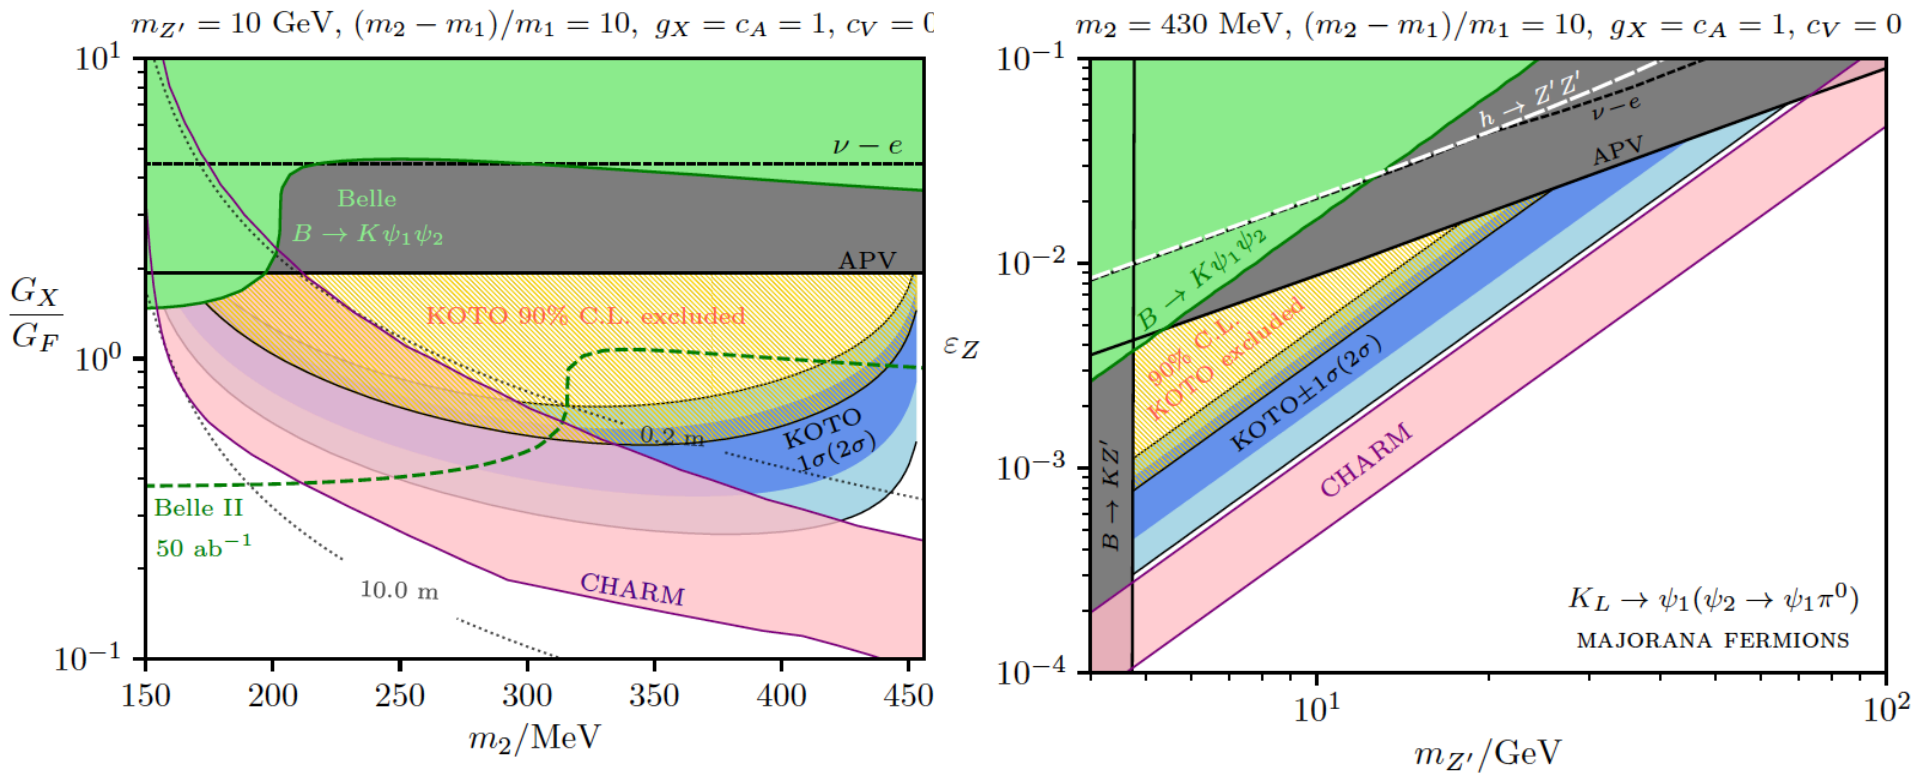 m_{Z'} = 10 GeV, (m_2 − m_1)/m_1 = 10, g_X = c_A = 1, c_V = 0
10^1
10^0
10^{−1}
G_X
G_F
ν − e
Belle
B → Kψ_1ψ_2
APV
KOTO 90% C.L. excluded
KOTO
1σ(2σ)
0.2 m
Belle II
50 ab^{−1}
10.0 m
CHARM
150 200 250 300 350 400 450
m_2/MeV
m_2 = 430 MeV, (m_2 − m_1)/m_1 = 10, g_X = c_A = 1, c_V = 0
10^{−1}
10^{−2}
10^{−3}
10^{−4}
ε_Z
h → Z′Z′
ν − e
APV
B → Kψ_1ψ_2
90% C.L.
KOTO excluded
KOTO±1σ(2σ)
B → KZ′
CHARM
K_L → ψ_1(ψ_2 → ψ_1π^0)
MAJORANA FERMIONS
10^1 10^2
m_{Z'}/GeV